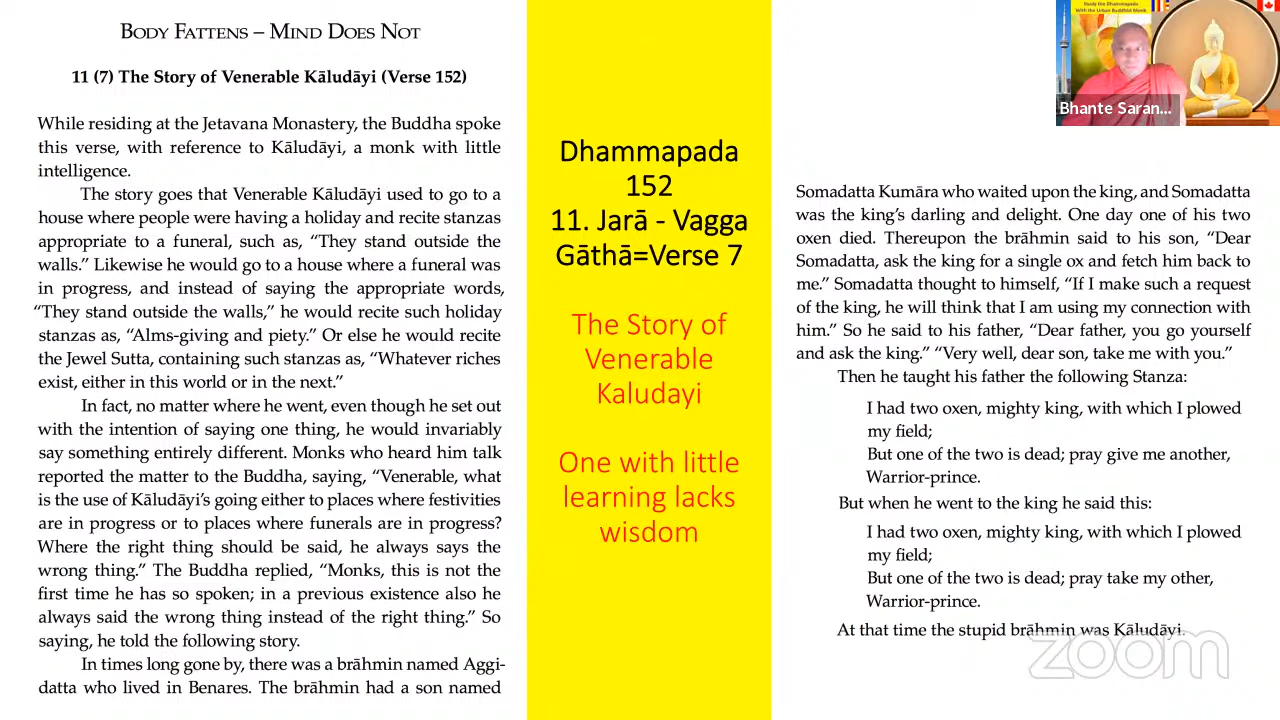 BODY FATTENS – MIND DOES NOT
11 (7) The Story of Venerable Kāludāyi (Verse 152)
While residing at the Jetavana Monastery, the Buddha spoke
this verse, with reference to Kāludāyi, a monk with little
intelligence.
The story goes that Venerable Kāludāyi used to go to a
house where people were having a holiday and recite stanzas
appropriate to a funeral, such as, “They stand outside the
walls.” Likewise he would go to a house where a funeral was
in progress, and instead of saying the appropriate words,
“They stand outside the walls,” he would recite such holiday
stanzas as, “Alms-giving and piety.” Or else he would recite
the Jewel Sutta, containing such stanzas as, “Whatever riches
exist, either in this world or in the next.”
In fact, no matter where he went, even though he set out
with the intention of saying one thing, he would invariably
say something entirely different. Monks who heard him talk
reported the matter to the Buddha, saying, “Venerable, what
is the use of Kāludāyi’s going either to places where festivities
are in progress or to places where funerals are in progress?
Where the right thing should be said, he always says the
wrong thing.” The Buddha replied, “Monks, this is not the
first time he has so spoken; in a previous existence also he
always said the wrong thing instead of the right thing.” So
saying, he told the following story.
In times long gone by, there was a brāhmin named Aggi-
datta who lived in Benares. The brāhmin had a son named
Dhammapada
152
11. Jarā - Vagga
Gāthā=Verse 7
The Story of
Venerable
Kaludayi
One with little
learning lacks
wisdom
Study the Dhammapada
With the Urban Buddhist Monk
Bhante Saran...
Somadatta Kumāra who waited upon the king, and Somadatta
was the king’s darling and delight. One day one of his two
oxen died. Thereupon the brāhmin said to his son, “Dear
Somadatta, ask the king for a single ox and fetch him back to
me.” Somadatta thought to himself, “If I make such a request
of the king, he will think that I am using my connection with
him.” So he said to his father, “Dear father, you go yourself
and ask the king.” “Very well, dear son, take me with you.”
Then he taught his father the following Stanza:
I had two oxen, mighty king, with which I plowed
my field;
But one of the two is dead; pray give me another,
Warrior-prince.
But when he went to the king he said this:
I had two oxen, mighty king, with which I plowed
my field;
But one of the two is dead; pray take my other,
Warrior-prince.
At that time the stupid brāhmin was Kāludāyi.
zoom